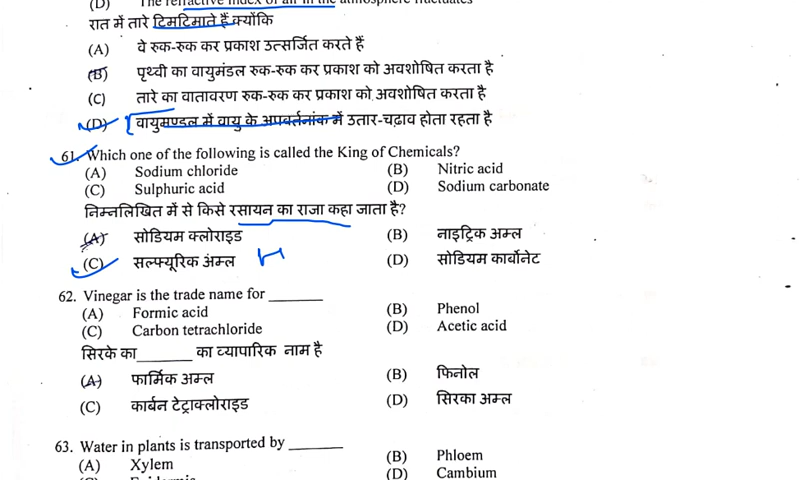 (D) The refractive index of air in the atmosphere fluctuates
रात में तारे टिमटिमाते हैं क्योंकि
(A) वे रुक-रुक कर प्रकाश उत्सर्जित करते हैं
(B) पृथ्वी का वायुमंडल रुक-रुक कर प्रकाश को अवशोषित करता है
(C) तारे का वातावरण रुक-रुक कर प्रकाश को अवशोषित करता है
(D) वायुमण्डल में वायु के अपवर्तनांक में उतार-चढ़ाव होता रहता है
61. Which one of the following is called the King of Chemicals?
(A) Sodium chloride (B) Nitric acid
(C) Sulphuric acid (D) Sodium carbonate
निम्नलिखित में से किसे रसायन का राजा कहा जाता है?
(A) सोडियम क्लोराइड (B) नाइट्रिक अम्ल
(C) सल्फ्यूरिक अम्ल (D) सोडियम कार्बोनेट
62. Vinegar is the trade name for ______
(A) Formic acid (B) Phenol
(C) Carbon tetrachloride (D) Acetic acid
सिरके का______ का व्यापारिक नाम है
(A) फार्मिक अम्ल (B) फिनोल
(C) कार्बन टेट्राक्लोराइड (D) सिरका अम्ल
63. Water in plants is transported by ______
(A) Xylem (B) Phloem
(D) Cambium